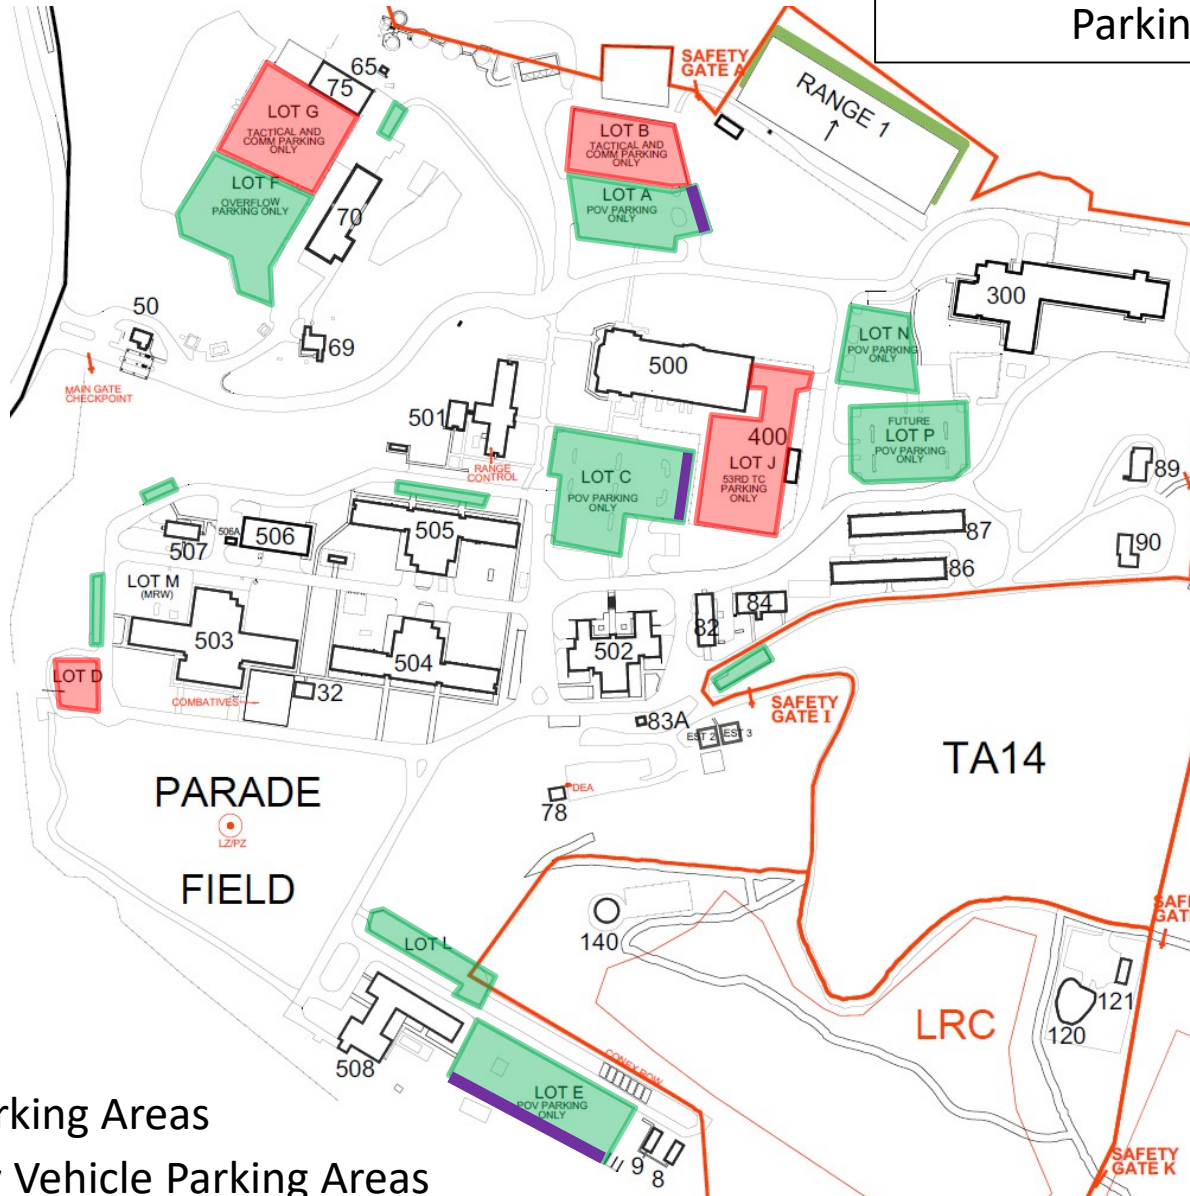 Parkin
SAFETY
GATE A
65
75
LOT G
TACTICAL AND
COMM PARKING
ONLY
LOT F
OVERFLOW
PARKING ONLY
70
LOT B
TACTICAL AND
COMM PARKING
ONLY
LOT A
POV PARKING
ONLY
RANGE 1
50
69
MAIN GATE
CHECKPOINT
300
LOT N
POV PARKING
ONLY
500
501
RANGE
CONTROL
400
LOT J
53RD TC
PARKING
ONLY
FUTURE
LOT P
POV PARKING
ONLY
LOT C
POV PARKING
ONLY
89
90
87
86
507
506A
506
505
LOT M
(MRW)
503
504
502
82
84
LOT D
COMBATIVES
32
83A
EST 2
EST 3
SAFETY
GATE I
TA14
PARADE
LZ/PZ
FIELD
DEA
78
140
SAF
GAT
LOT L
LRC
121
120
508
CONEX ROW
LOT E
POV PARKING
ONLY
9
8
SAFETY
GATE K
rking Areas
y Vehicle Parking Areas